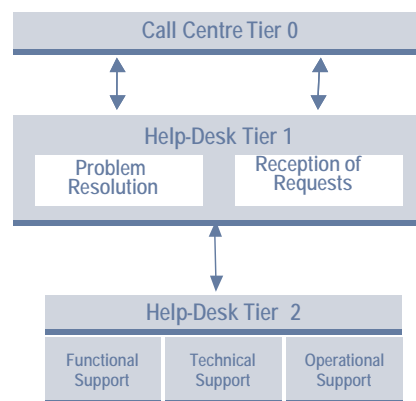 Call Centre Tier 0
Help-Desk Tier 1
Problem
Resolution
Reception of
Requests
Help-Desk Tier 2
Functional
Support
Technical
Support
Operational
Support